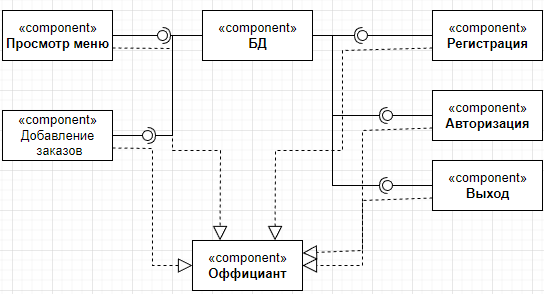 «component»
Просмотр меню
«component»
БД
«component»
Регистрация
«component»
Добавление
заказов
«component»
Авторизация
«component»
Выход
«component»
Оффициант